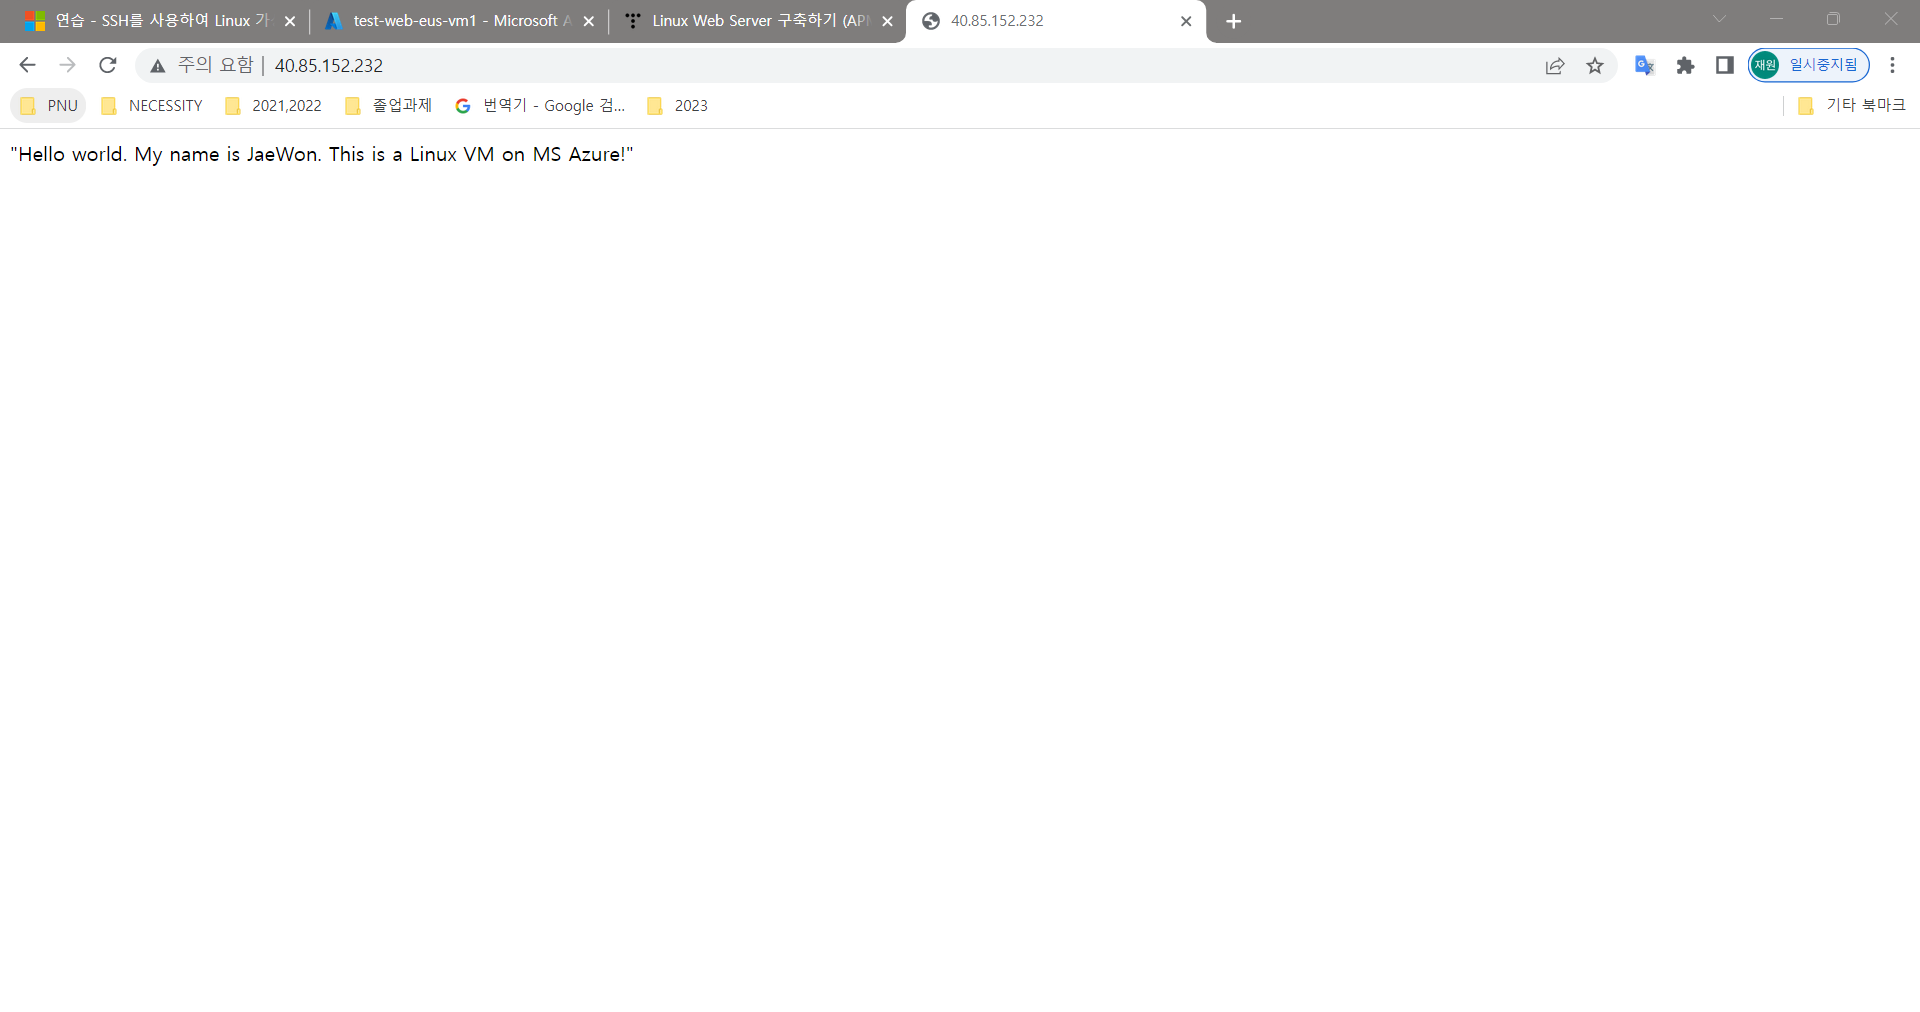 연습 - SSH를 사용하여 Linux 가
test-web-eus-vm1 - Microsoft A
Linux Web Server 구축하기 (APM
40.85.152.232
주의 요함 | 40.85.152.232
재원 일시중지됨
PNU NECESSITY 2021,2022 졸업과제 번역기 - Google 검... 2023 기타 북마크
"Hello world. My name is JaeWon. This is a Linux VM on MS Azure!"